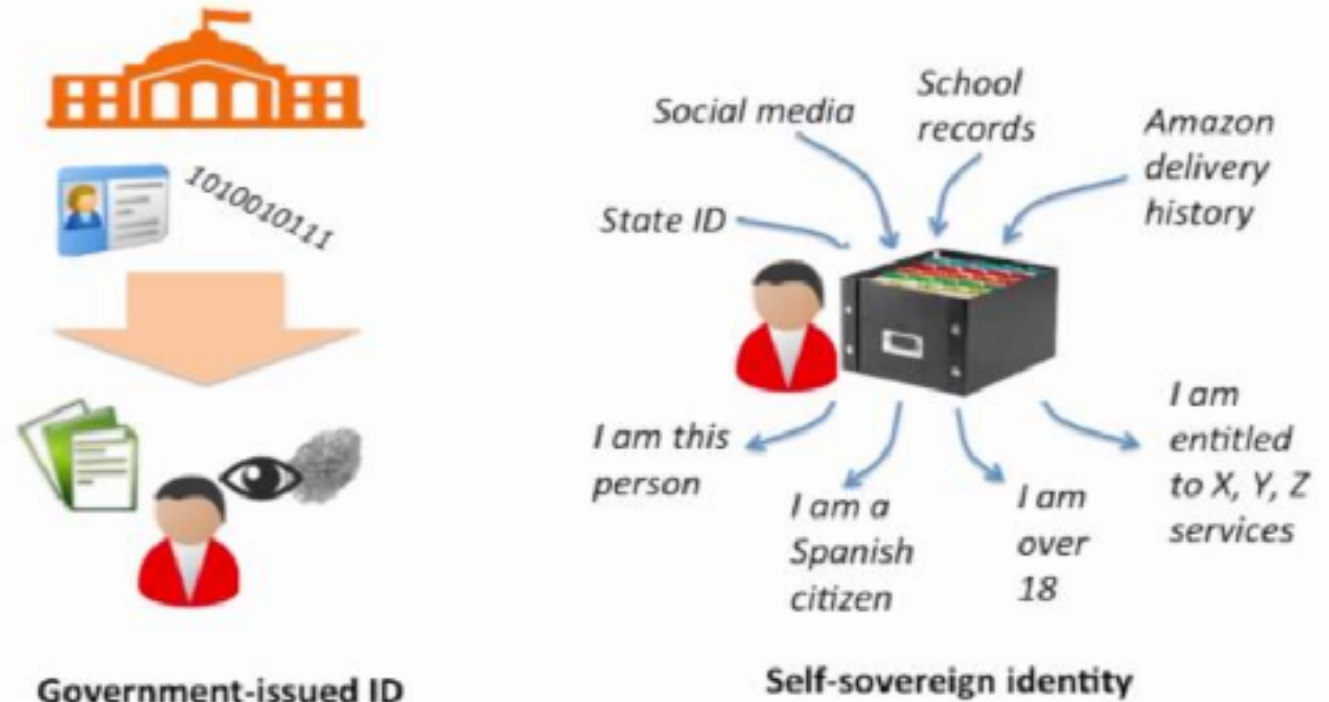 1010010111
Government-issued ID
Social media
School
records
Amazon
delivery
history
State ID
I am this
person
I am a
Spanish
citizen
I am
over
18
I am
entitled
to X, Y, Z
services
Self-sovereign identity